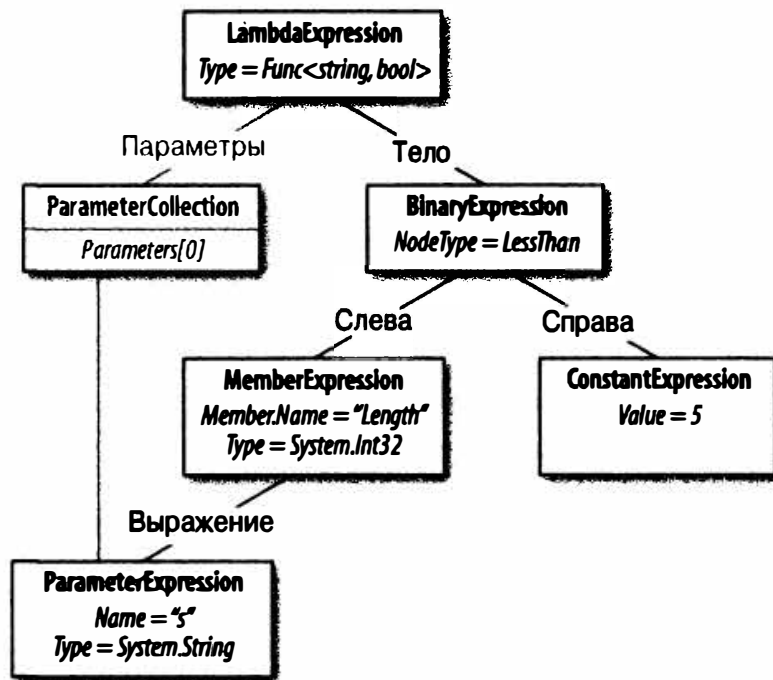 LambdaExpression
Type = Func<string, bool>
Параметры
Тело
ParameterCollection
Parameters[0]
BinaryExpression
NodeType = LessThan
Слева
Справа
MemberExpression
Member.Name = "Length"
Type = System.Int32
ConstantExpression
Value = 5
Выражение
ParameterExpression
Name = "s"
Type = System.String